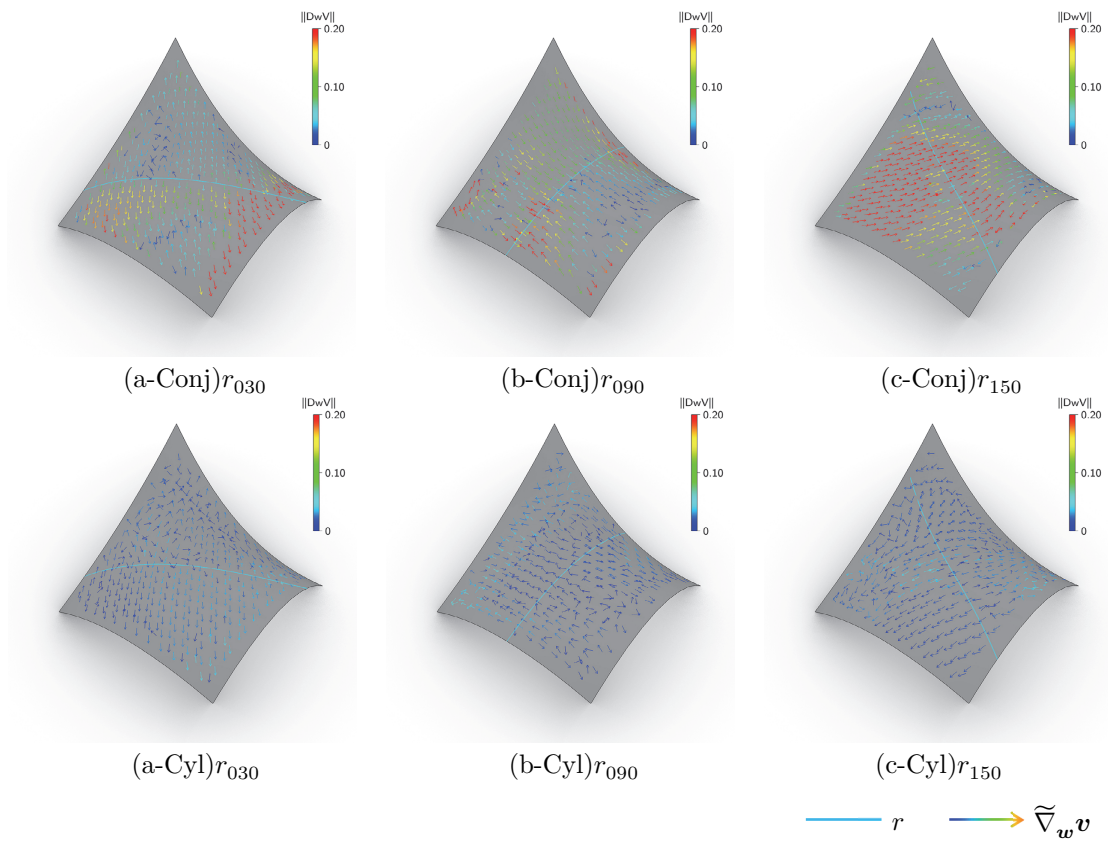 ||DwV|| ||DwV|| ||DwV||
0.20 0.20 0.20
0.10 0.10 0.10
0 0 0
(a-Conj)r₀₃₀ (b-Conj)r₀₉₀ (c-Conj)r₁₅₀
||DwV|| ||DwV|| ||DwV||
0.20 0.20 0.20
0.10 0.10 0.10
0 0 0
(a-Cyl)r₀₃₀ (b-Cyl)r₀₉₀ (c-Cyl)r₁₅₀
r ∇̃_w v